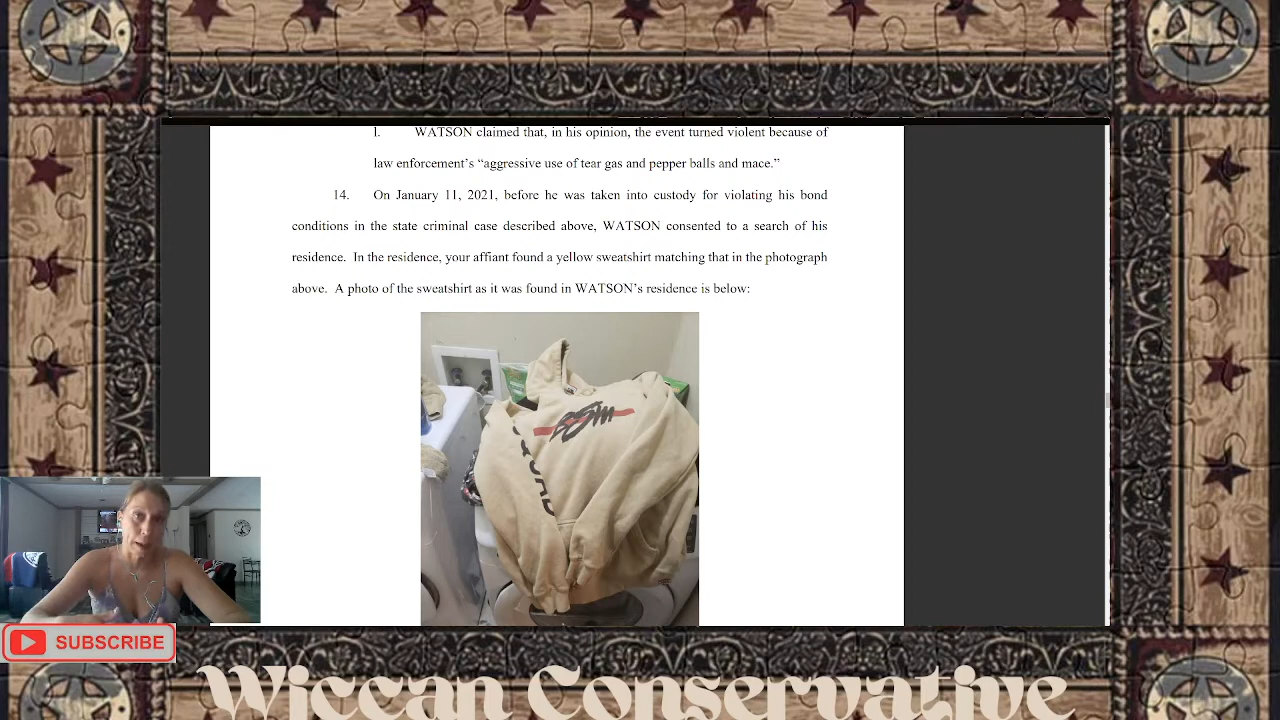 l. WATSON claimed that, in his opinion, the event turned violent because of
law enforcement's “aggressive use of tear gas and pepper balls and mace.”
14. On January 11, 2021, before he was taken into custody for violating his bond
conditions in the state criminal case described above, WATSON consented to a search of his
residence. In the residence, your affiant found a yellow sweatshirt matching that in the photograph
above. A photo of the sweatshirt as it was found in WATSON's residence is below:
SUBSCRIBE
Wiccan Conservative